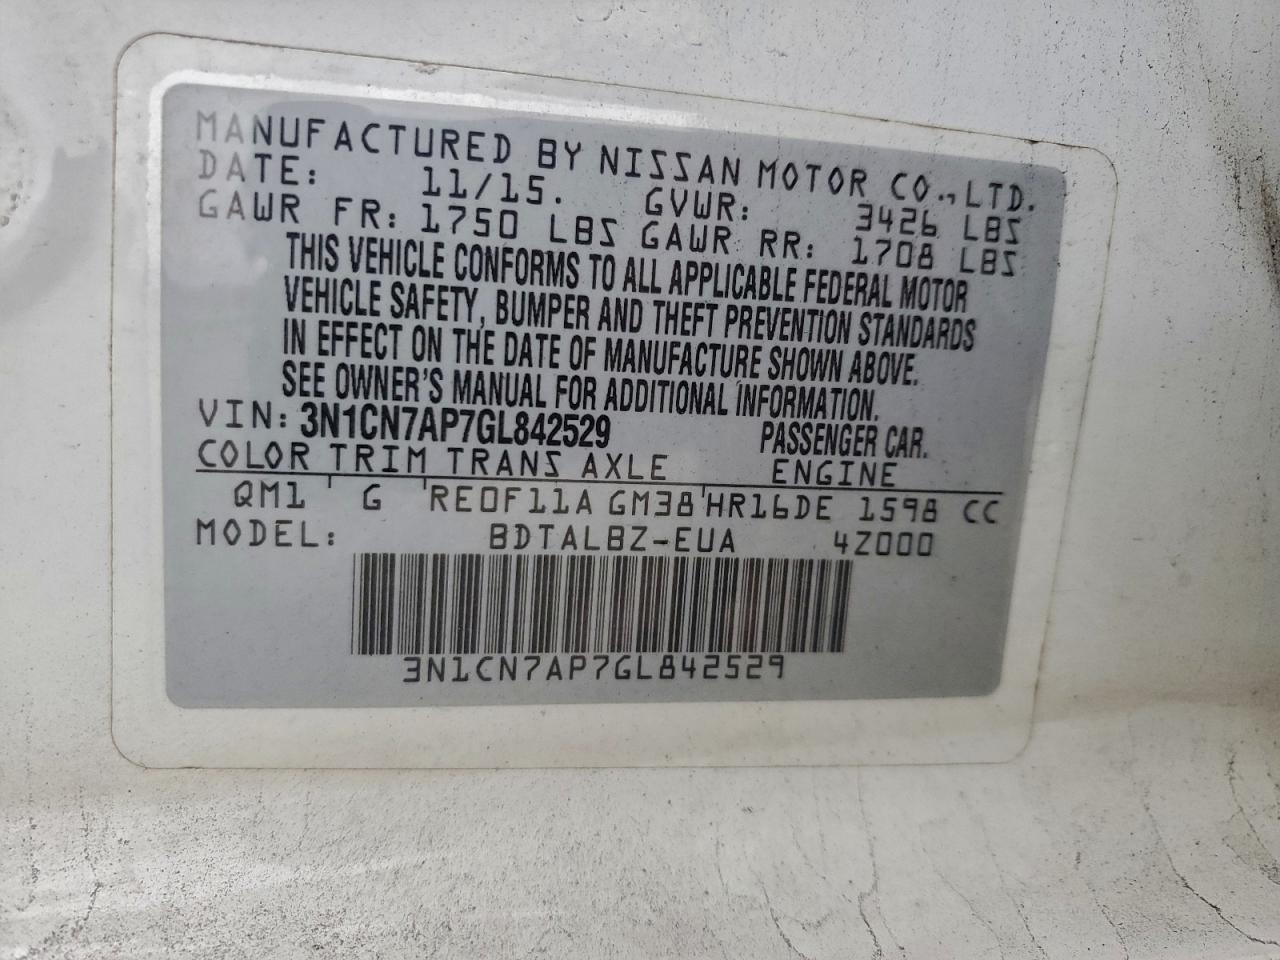 MANUFACTURED BY NISSAN MOTOR CO., LTD.
DATE: 11/15. GVWR: 3426 LBS
GAWR FR: 1750 LBS GAWR RR: 1708 LBS
THIS VEHICLE CONFORMS TO ALL APPLICABLE FEDERAL MOTOR
VEHICLE SAFETY, BUMPER AND THEFT PREVENTION STANDARDS
IN EFFECT ON THE DATE OF MANUFACTURE SHOWN ABOVE.
SEE OWNER'S MANUAL FOR ADDITIONAL INFORMATION.
VIN: 3N1CN7AP7GL842529 PASSENGER CAR.
COLOR TRIM TRANS AXLE ENGINE
QM1 G RE0F11A GM38 HR16DE 1598 CC
MODEL: BDTALBZ-EUA 4Z000
3N1CN7AP7GL842529